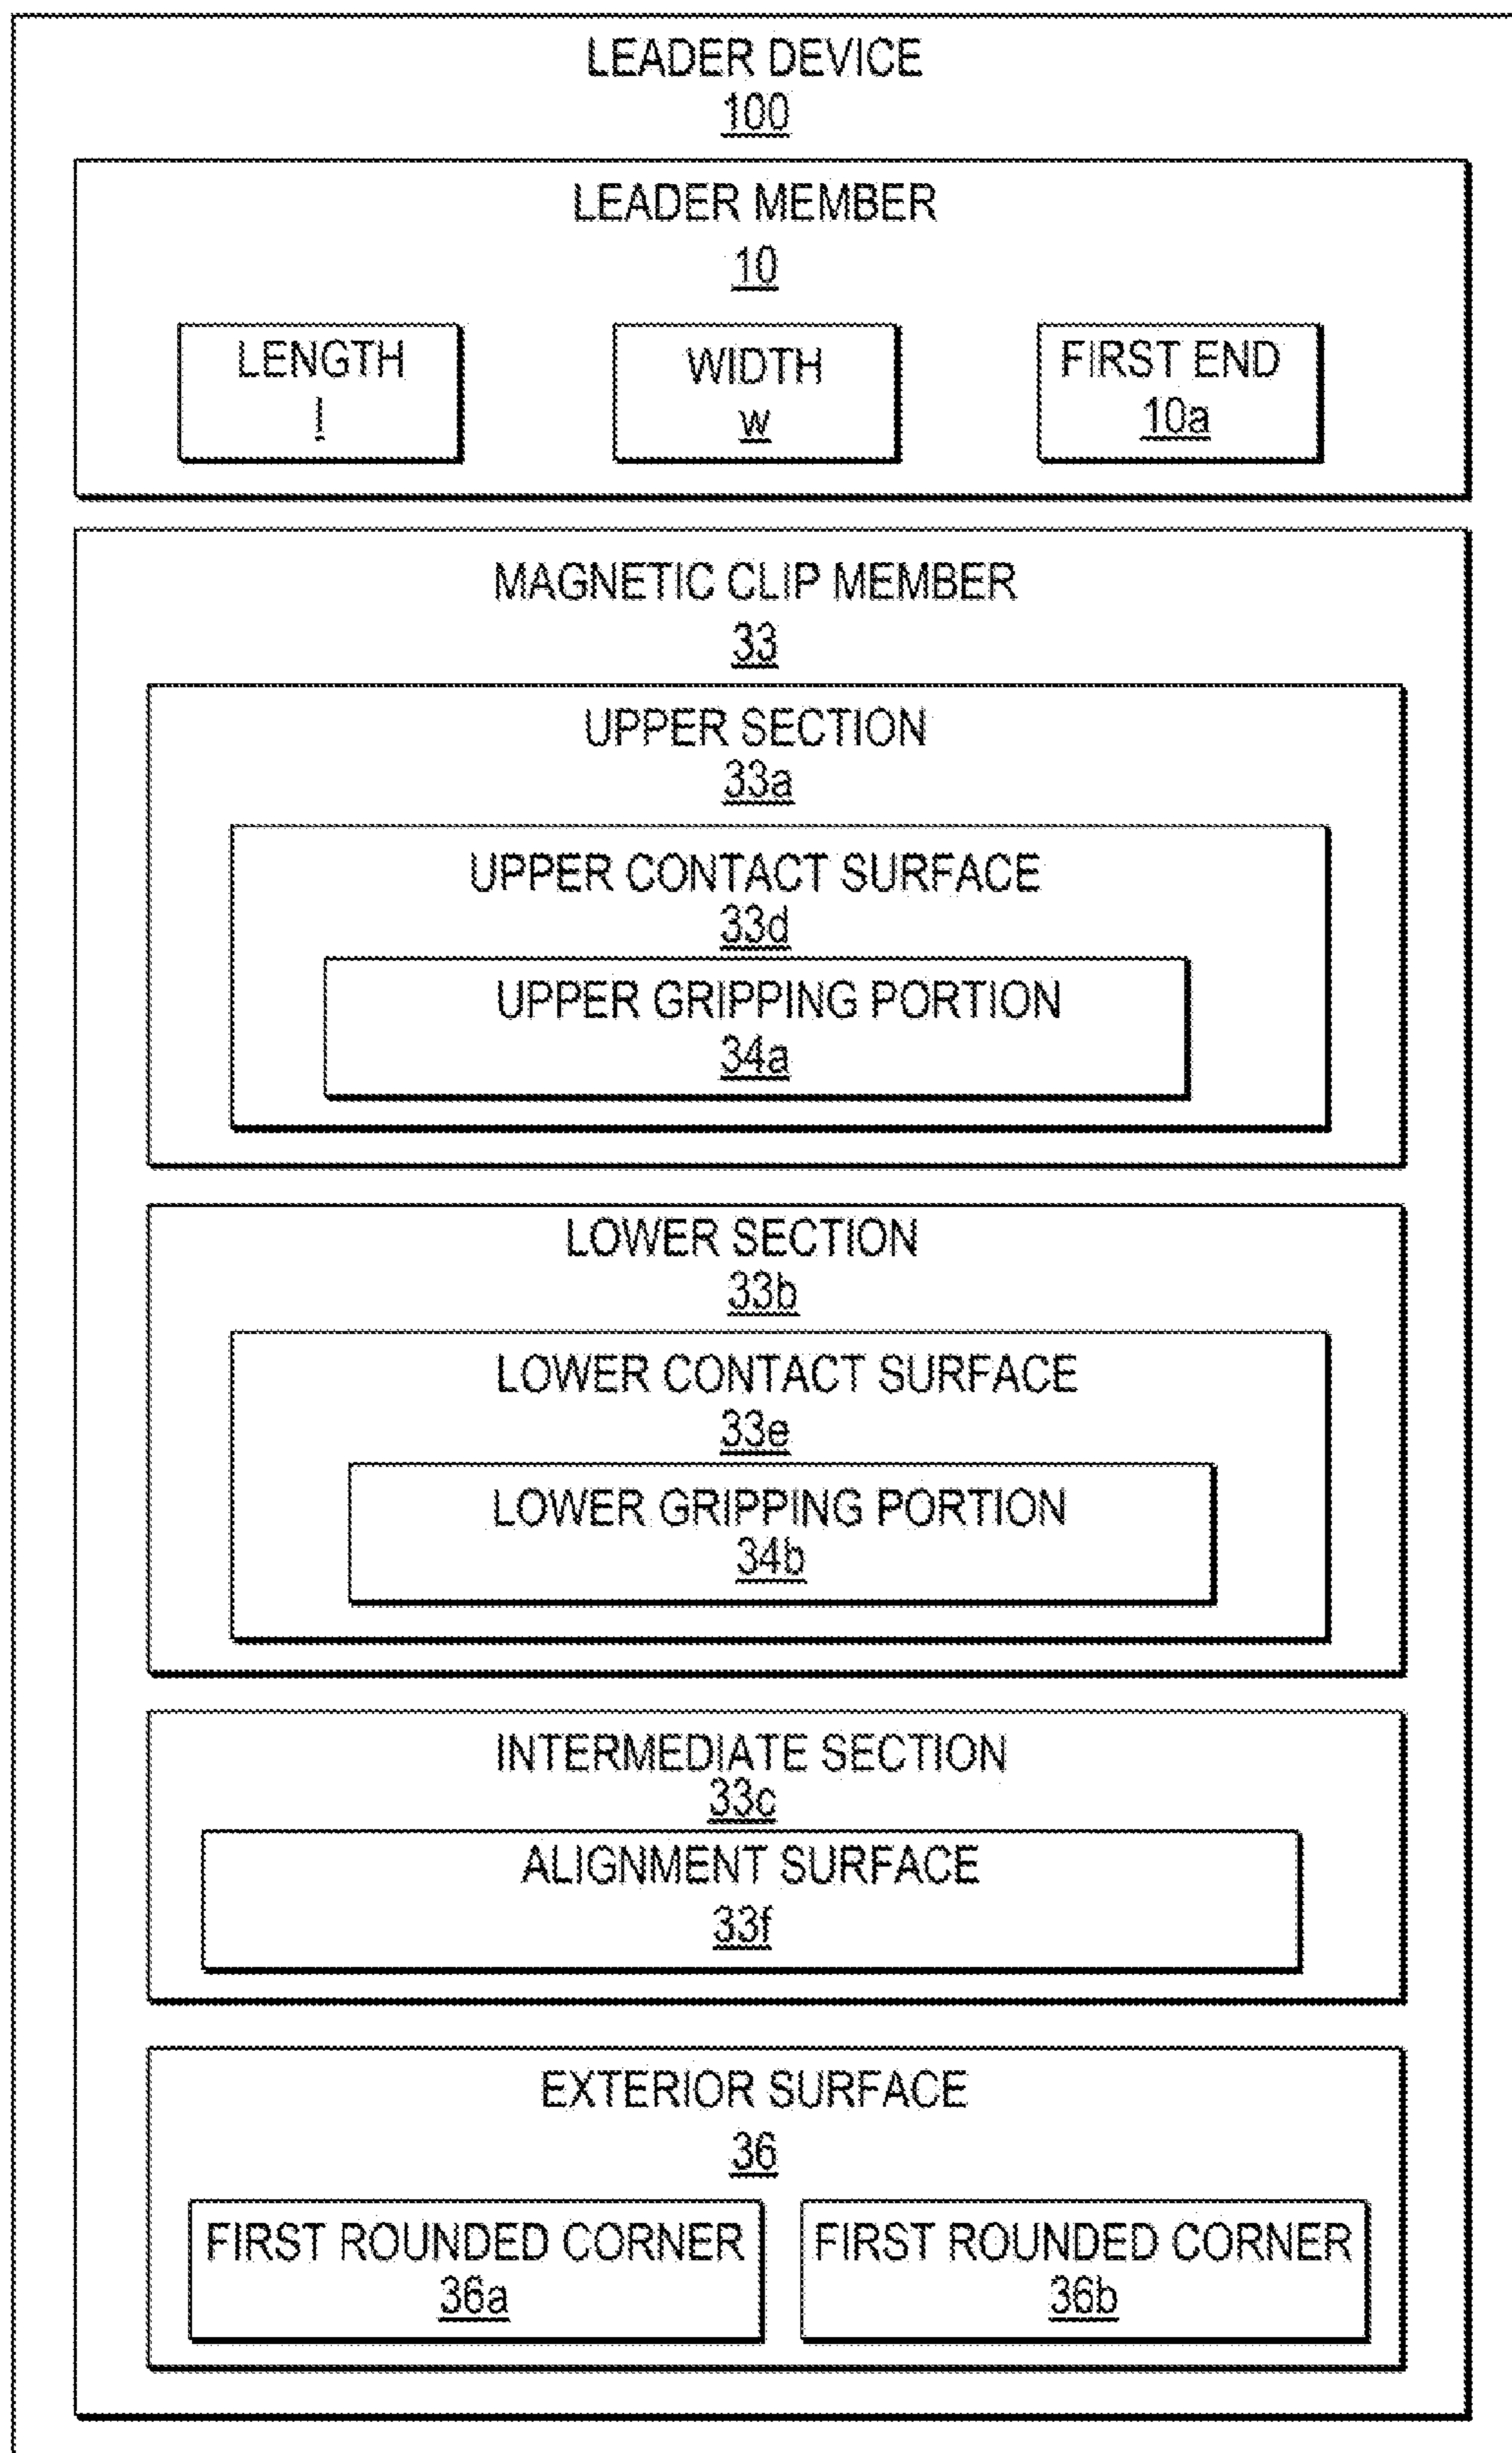 LEADER DEVICE
100
LEADER MEMBER
10
LENGTH WIDTH FIRST END
l w 10a
MAGNETIC CLIP MEMBER
33
UPPER SECTION
33a
UPPER CONTACT SURFACE
33d
UPPER GRIPPING PORTION
34a
LOWER SECTION
33b
LOWER CONTACT SURFACE
33e
LOWER GRIPPING PORTION
34b
INTERMEDIATE SECTION
33c
ALIGNMENT SURFACE
33f
EXTERIOR SURFACE
36
FIRST ROUNDED CORNER FIRST ROUNDED CORNER
36a 36b